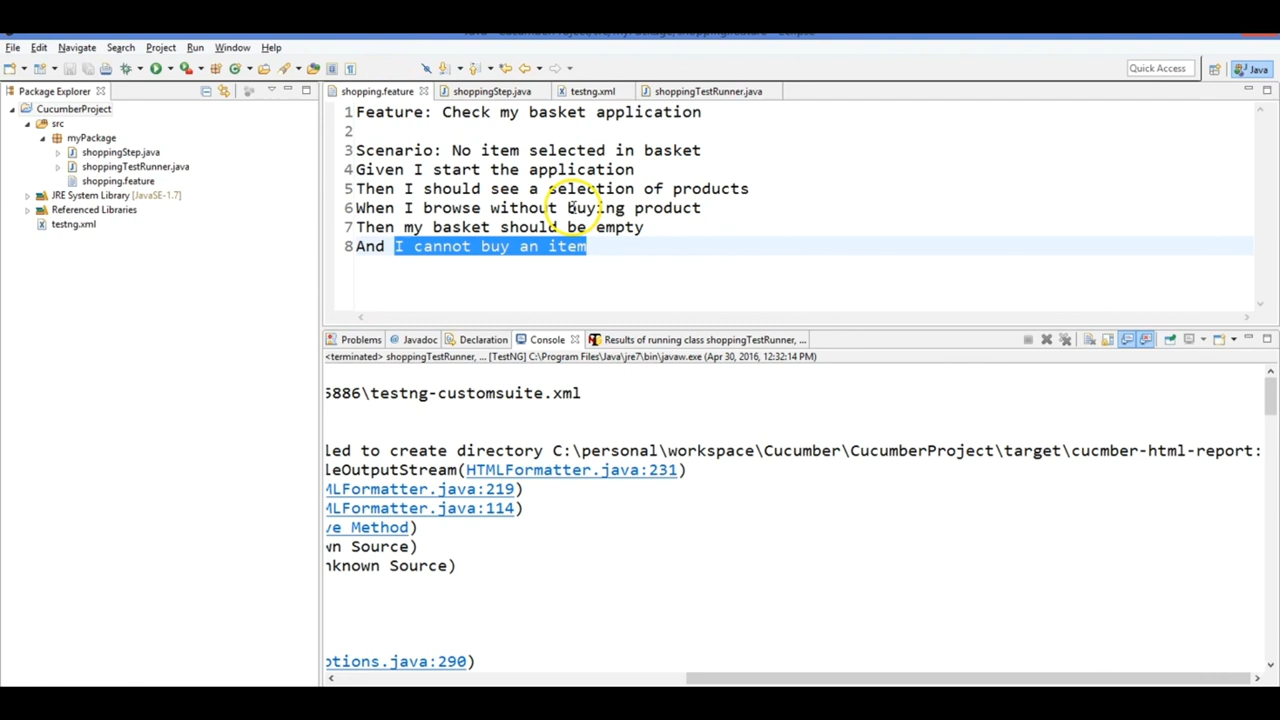 File Edit Navigate Search Project Run Window Help
Quick Access
Java
Package Explorer
CucumberProject
src
myPackage
shoppingStep.java
shoppingTestRunner.java
shopping.feature
JRE System Library [JavaSE-1.7]
Referenced Libraries
testng.xml
shopping.feature shoppingStep.java testng.xml shoppingTestRunner.java
1 Feature: Check my basket application
2
3 Scenario: No item selected in basket
4 Given I start the application
5 Then I should see a selection of products
6 When I browse without buying product
7 Then my basket should be empty
8 And I cannot buy an item
Problems Javadoc Declaration Console Results of running class shoppingTestRunner, ...
<terminated> shoppingTestRunner, ... [TestNG] C:\Program Files\Java\jre7\bin\javaw.exe (Apr 30, 2016, 12:32:14 PM)
5886\testng-customsuite.xml
led to create directory C:\personal\workspace\Cucumber\CucumberProject\target\cucmber-html-report:
leOutputStream(HTMLFormatter.java:231)
MLFormatter.java:219)
MLFormatter.java:114)
ve Method)
wn Source)
nknown Source)
ptions.java:290)